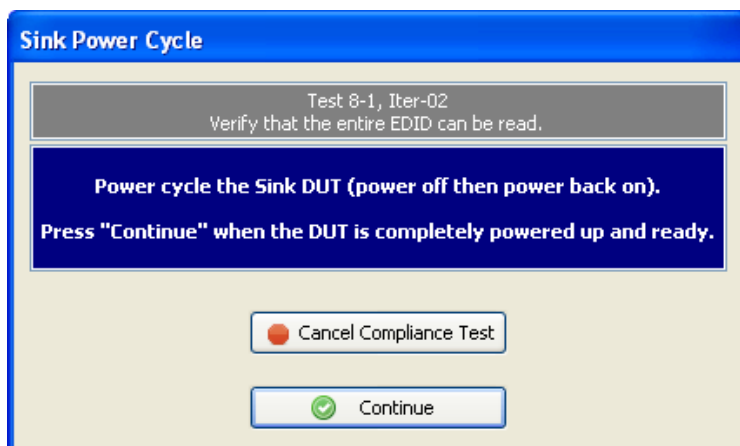 Sink Power Cycle
Test 8-1, Iter-02
Verify that the entire EDID can be read.
Power cycle the Sink DUT (power off then power back on).
Press "Continue" when the DUT is completely powered up and ready.
Cancel Compliance Test
Continue